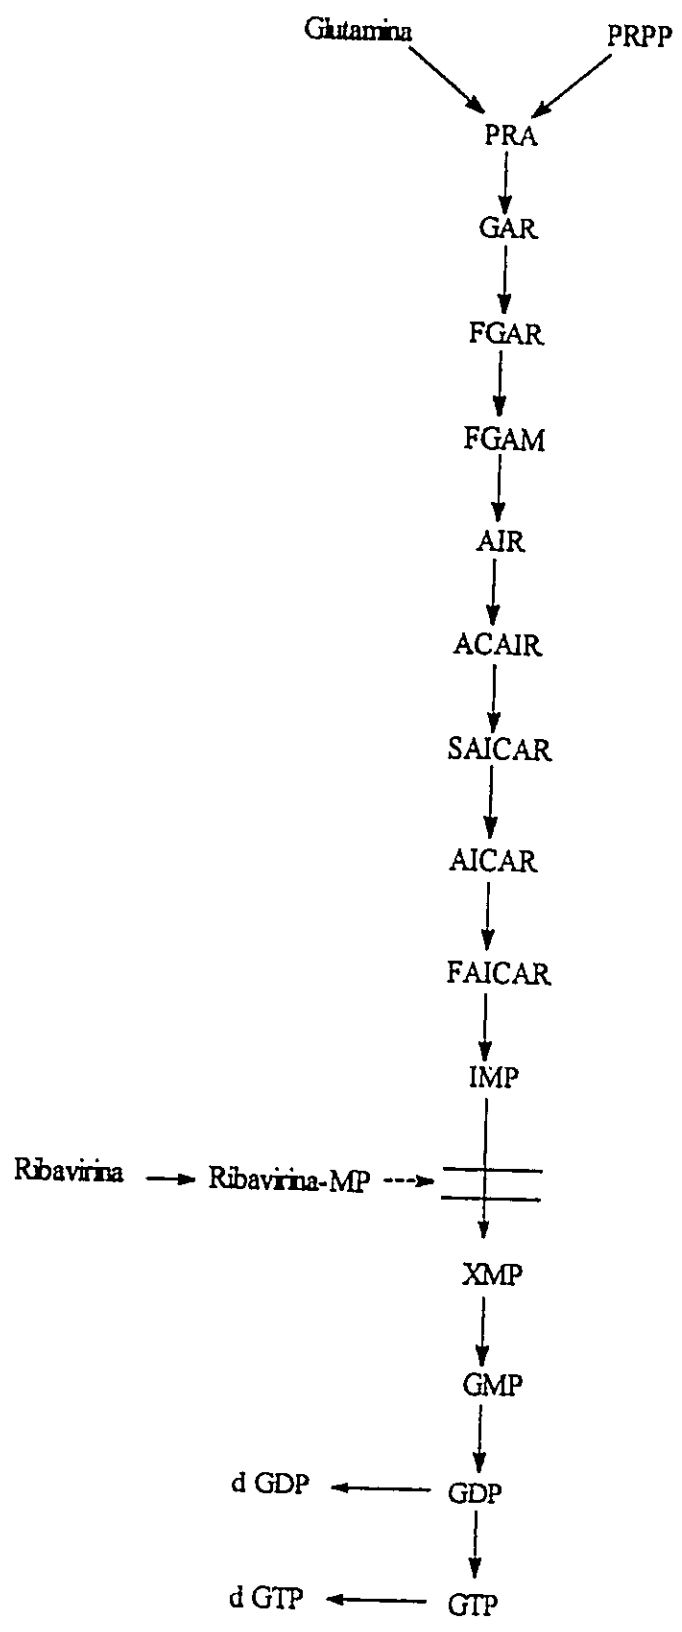 Glutamina PRPP
PRA
GAR
FGAR
FGAM
AIR
ACAIR
SAICAR
AICAR
FAICAR
IMP
Ribavirina Ribavirina-MP
XMP
GMP
d GDP GDP
d GTP GTP